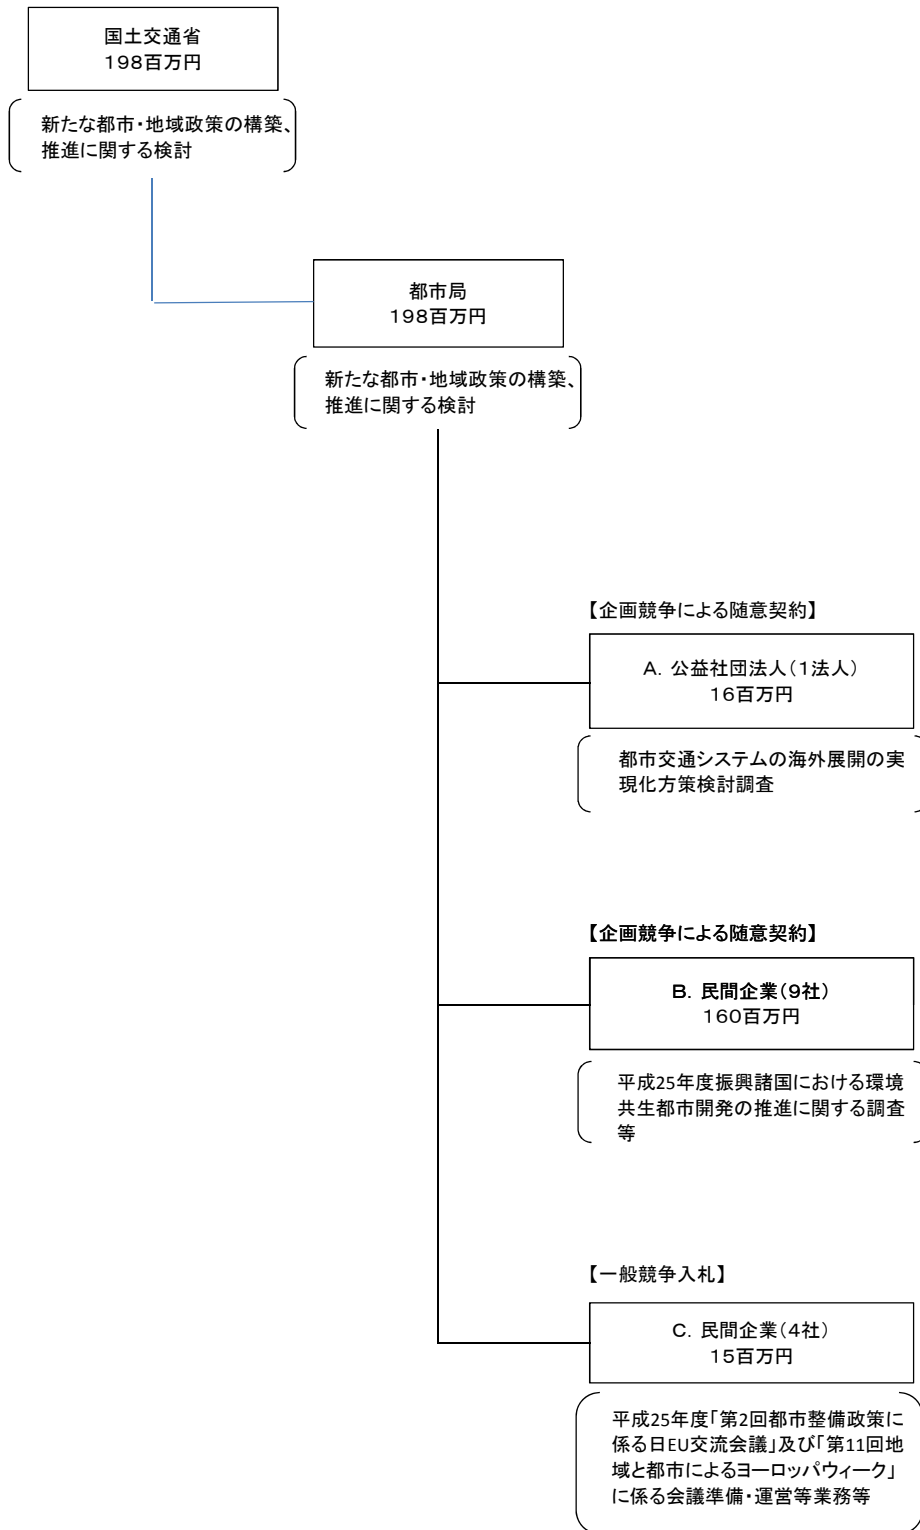 国土交通省
198百万円
新たな都市・地域政策の構築、
推進に関する検討
都市局
198百万円
新たな都市・地域政策の構築、
推進に関する検討
【企画競争による随意契約】
A. 公益社団法人(1法人)
16百万円
都市交通システムの海外展開の実
現化方策検討調査
【企画競争による随意契約】
B. 民間企業(9社)
160百万円
平成25年度振興諸国における環境
共生都市開発の推進に関する調査
等
【一般競争入札】
C. 民間企業(4社)
15百万円
平成25年度「第2回都市整備政策に
係る日EU交流会議」及び「第11回地
域と都市によるヨーロッパウィーク」
に係る会議準備・運営等業務等